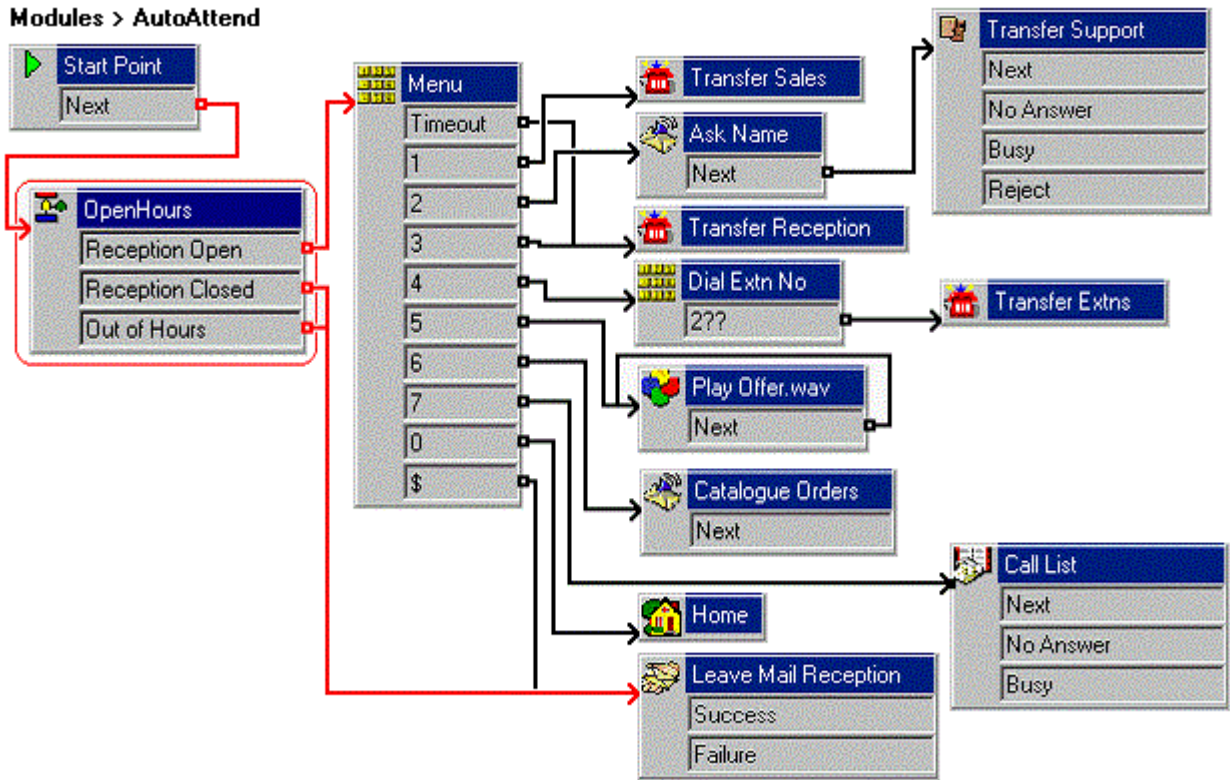 Modules > AutoAttend
Start Point
Next
OpenHours
Reception Open
Reception Closed
Out of Hours
Menu
Timeout
1
2
3
4
5
6
7
0
$
Transfer Sales
Ask Name
Next
Transfer Reception
Dial Extn No
2??
Play Offer.wav
Next
Catalogue Orders
Next
Home
Leave Mail Reception
Success
Failure
Transfer Support
Next
No Answer
Busy
Reject
Transfer Extns
Call List
Next
No Answer
Busy